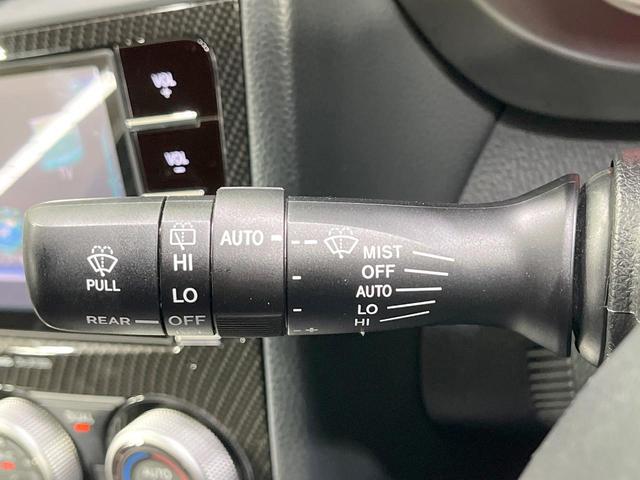 VOL
+
VOL
-
PULL
REAR
HI
LO
OFF
AUTO
MIST
OFF
AUTO
LO
HI